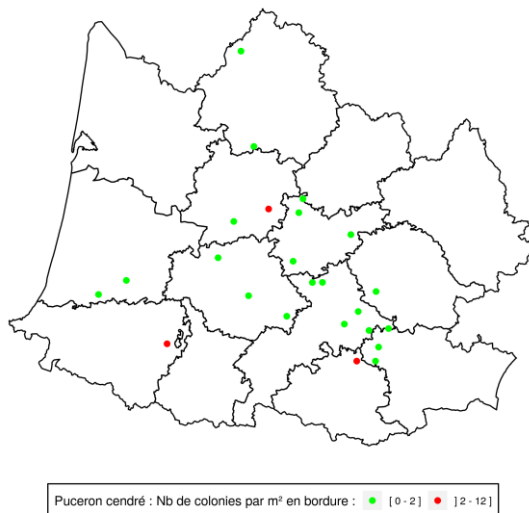 Puceron cendré : Nb de colonies par m² en bordure : [ 0 - 2 ] ] 2 - 12 ]